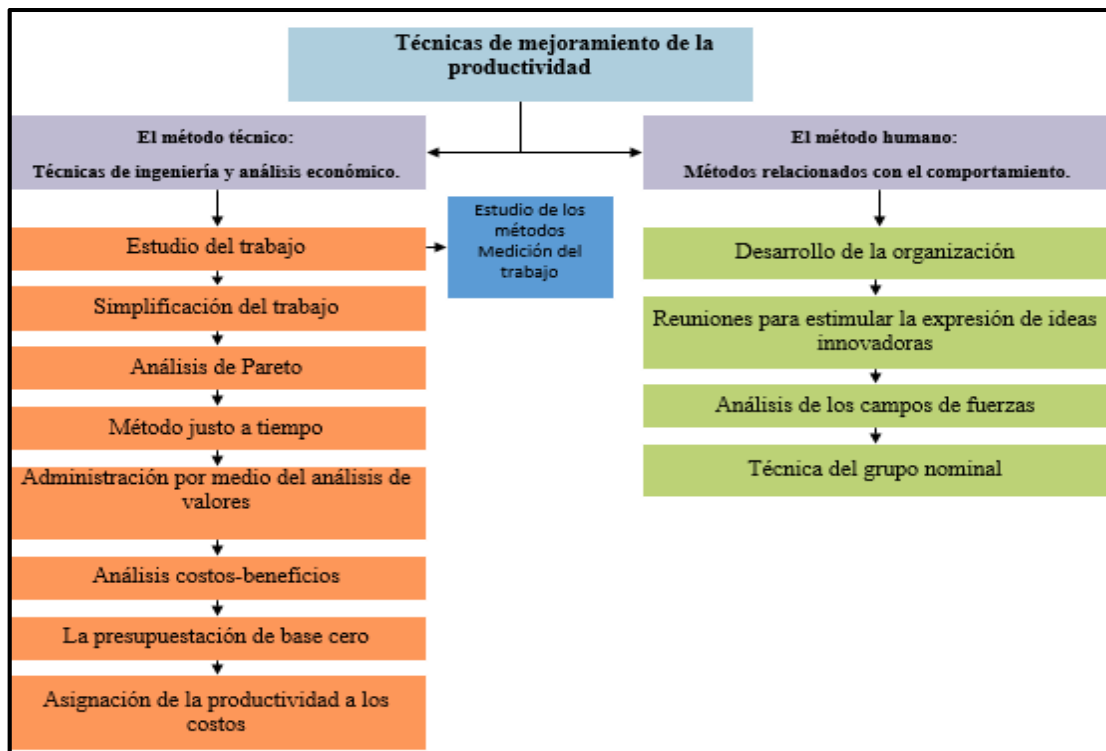 Técnicas de mejoramiento de la
productividad
El método técnico:
Técnicas de ingeniería y análisis económico.
El método humano:
Métodos relacionados con el comportamiento.
Estudio del trabajo
Estudio de los
métodos
Medición del
trabajo
Simplificación del trabajo
Análisis de Pareto
Método justo a tiempo
Administración por medio del análisis de
valores
Análisis costos-beneficios
La presupuestación de base cero
Asignación de la productividad a los
costos
Desarrollo de la organización
Reuniones para estimular la expresión de ideas
innovadoras
Análisis de los campos de fuerzas
Técnica del grupo nominal